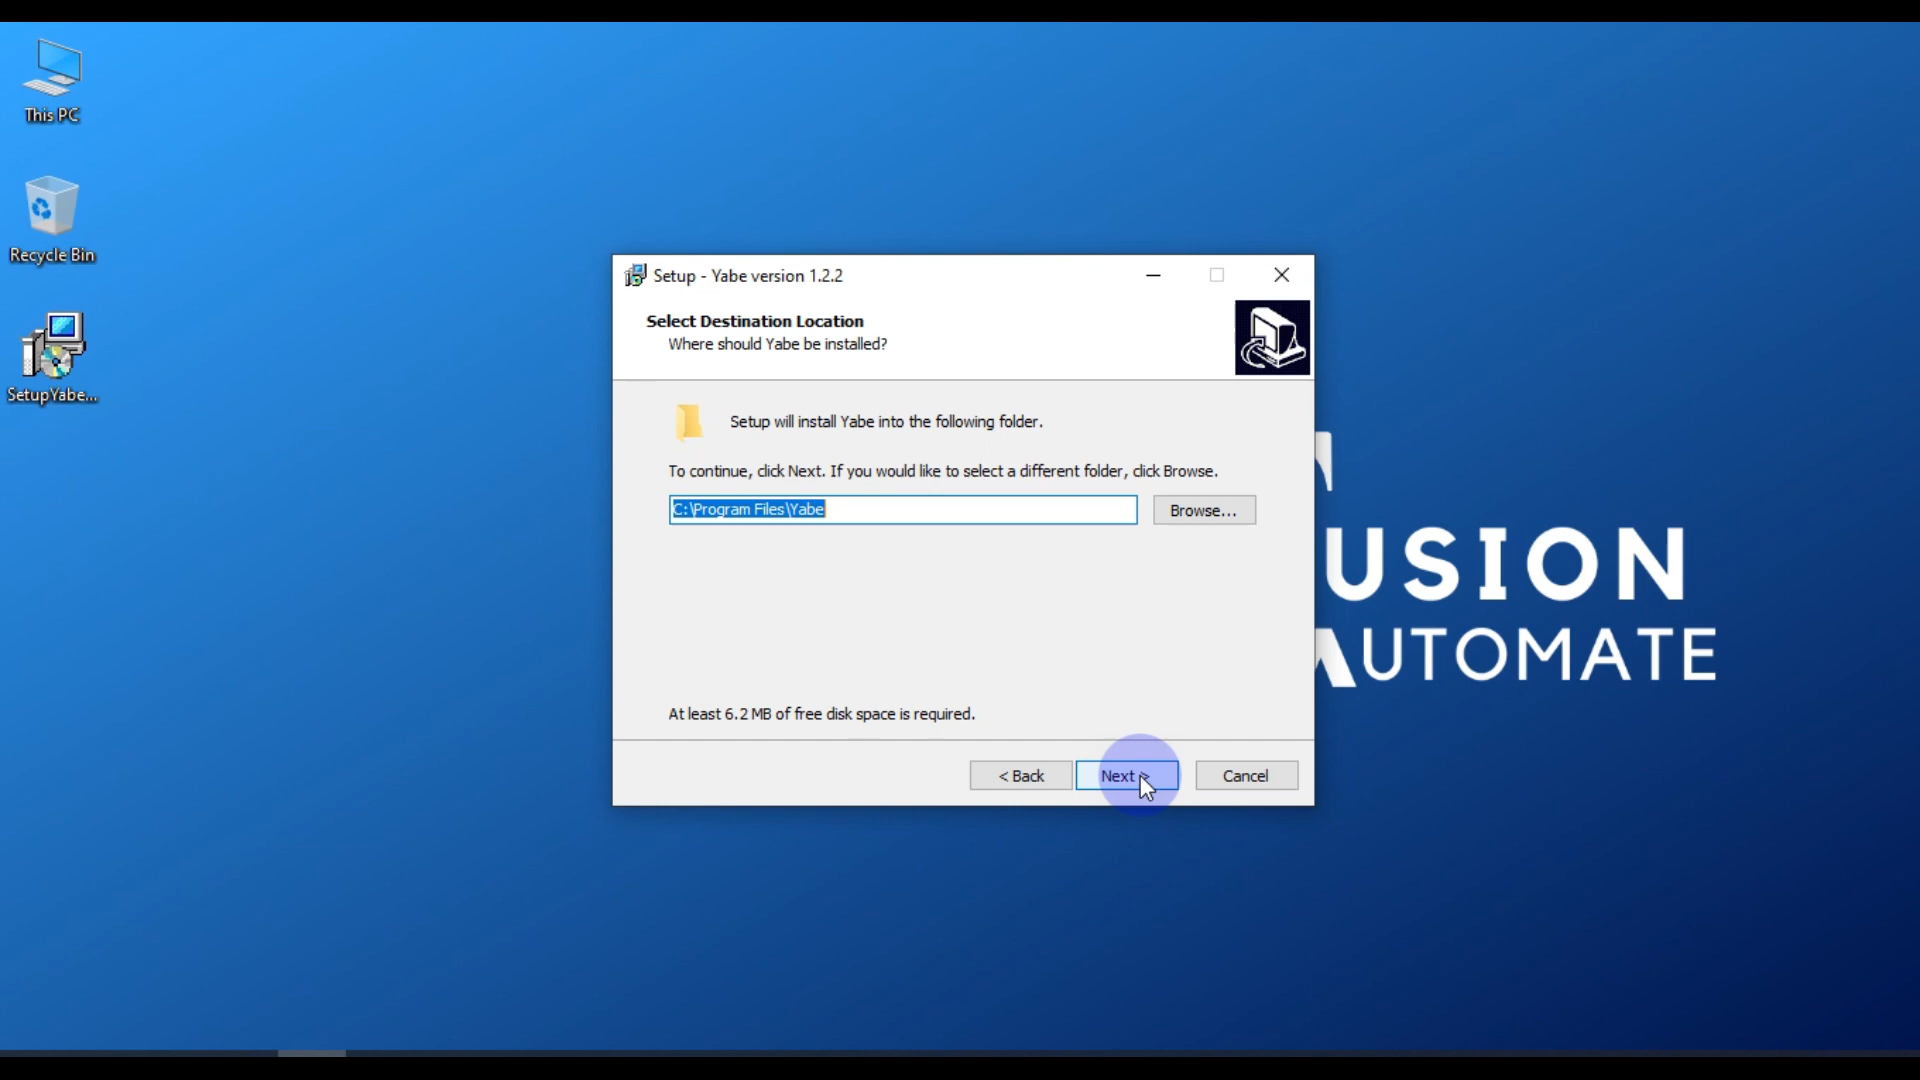 This PC
Recycle Bin
SetupYabe...
Setup - Yabe version 1.2.2
Select Destination Location
Where should Yabe be installed?
Setup will install Yabe into the following folder.
To continue, click Next. If you would like to select a different folder, click Browse.
C:\Program Files\Yabe
Browse...
At least 6.2 MB of free disk space is required.
< Back
Next >
Cancel
USION
AUTOMATE